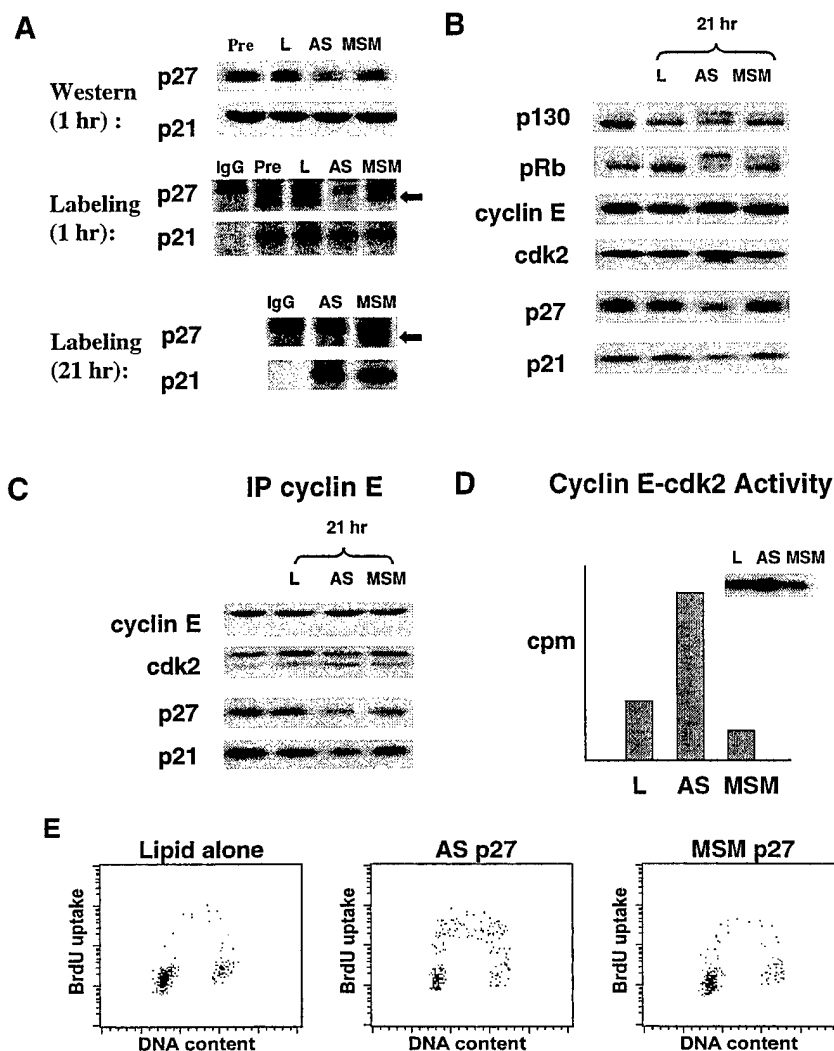 A
Pre L AS MSM
Western (1 hr) :
p27
p21
IgG Pre L AS MSM
Labeling (1 hr):
p27
p21
IgG AS MSM
Labeling (21 hr):
p27
p21
B
21 hr
L AS MSM
p130
pRb
cyclin E
cdk2
p27
p21
C
IP cyclin E
21 hr
L AS MSM
cyclin E
cdk2
p27
p21
D
Cyclin E-cdk2 Activity
L AS MSM
cpm
L AS MSM
E
Lipid alone
BrdU uptake
DNA content
AS p27
BrdU uptake
DNA content
MSM p27
BrdU uptake
DNA content